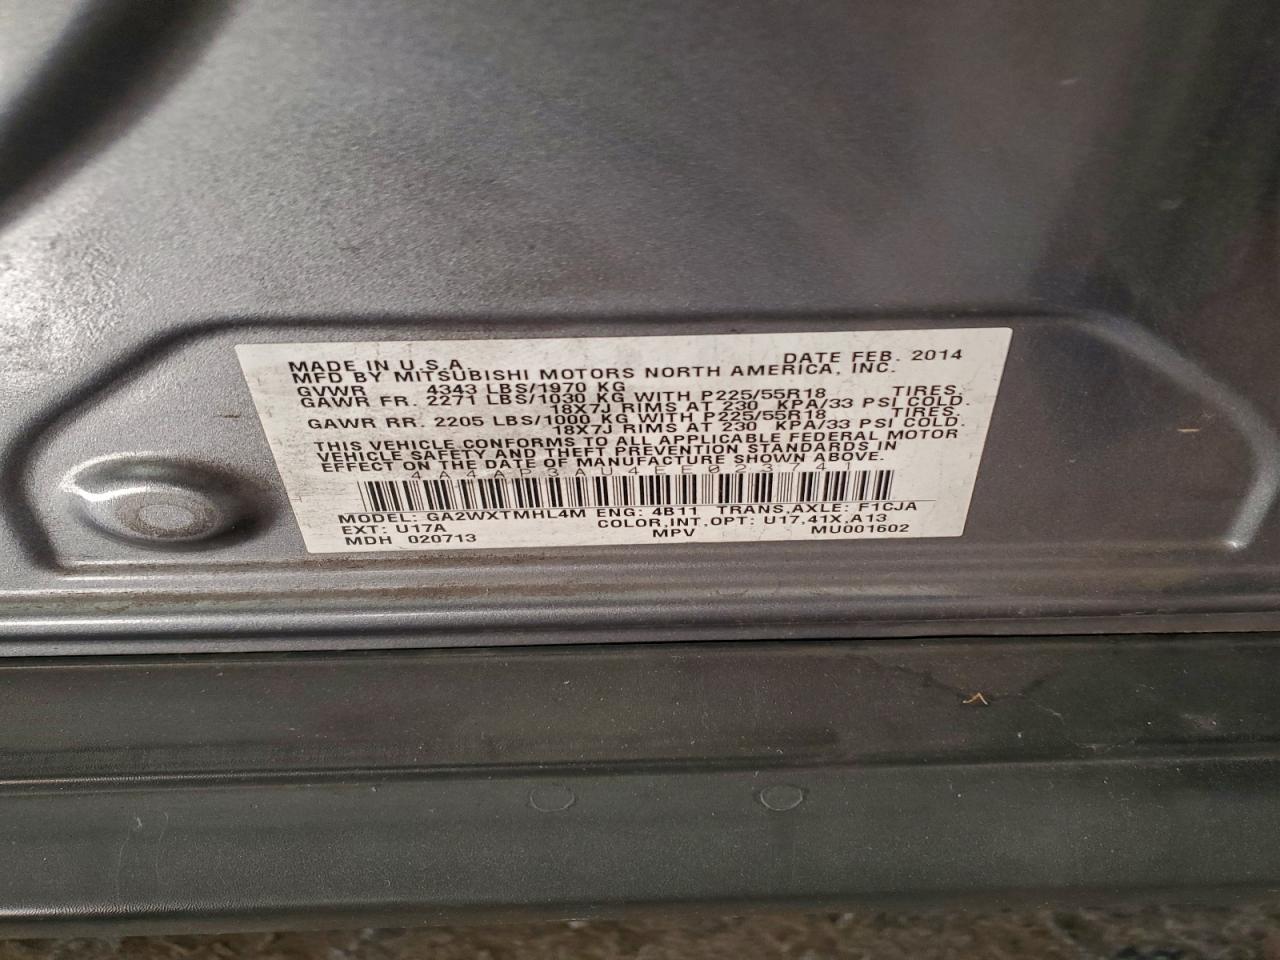 MADE IN U.S.A. DATE FEB. 2014
MFD BY MITSUBISHI MOTORS NORTH AMERICA, INC.
GVWR 4343 LBS/1970 KG
GAWR FR. 2271 LBS/1030 KG WITH P225/55R18 TIRES.
18X7J RIMS AT 230 KPA/33 PSI COLD.
GAWR RR. 2205 LBS/1000 KG WITH P225/55R18 TIRES.
18X7J RIMS AT 230 KPA/33 PSI COLD.
THIS VEHICLE CONFORMS TO ALL APPLICABLE FEDERAL MOTOR
VEHICLE SAFETY AND THEFT PREVENTION STANDARDS IN
EFFECT ON THE DATE OF MANUFACTURE SHOWN ABOVE.
4A4AP3AU4EE023741
MODEL: GA2WXTMHL4M ENG: 4B11 TRANS,AXLE: F1CJA
EXT: U17A COLOR,INT,OPT: U17,41X,A13
MDH 020713 MPV MU001602